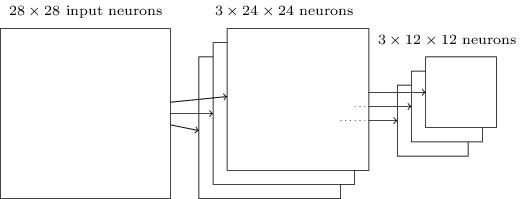 28 × 28 input neurons
3 × 24 × 24 neurons
3 × 12 × 12 neurons